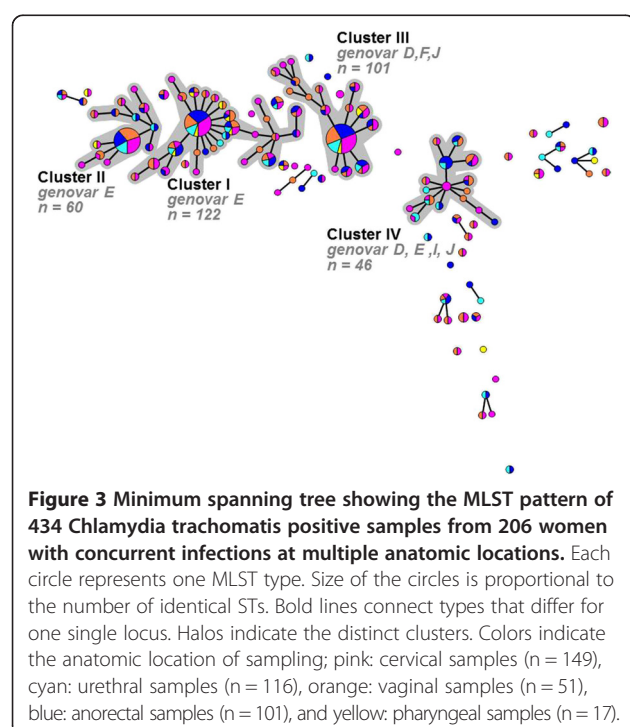 Cluster III
genovar D,F,J
n = 101
Cluster II
genovar E
n = 60
Cluster I
genovar E
n = 122
Cluster IV
genovar D, E ,I, J
n = 46
Figure 3 Minimum spanning tree showing the MLST pattern of
434 Chlamydia trachomatis positive samples from 206 women
with concurrent infections at multiple anatomic locations. Each
circle represents one MLST type. Size of the circles is proportional to
the number of identical STs. Bold lines connect types that differ for
one single locus. Halos indicate the distinct clusters. Colors indicate
the anatomic location of sampling; pink: cervical samples (n = 149),
cyan: urethral samples (n = 116), orange: vaginal samples (n = 51),
blue: anorectal samples (n = 101), and yellow: pharyngeal samples (n = 17).